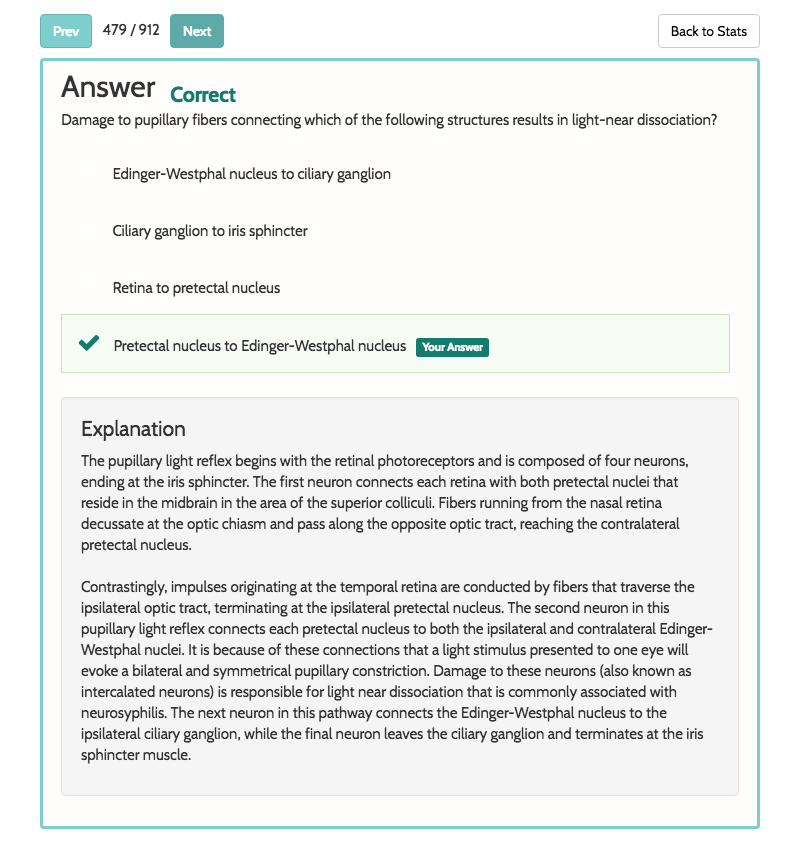 Prev 479 / 912 Next Back to Stats
Answer Correct
Damage to pupillary fibers connecting which of the following structures results in light-near dissociation?
Edinger-Westphal nucleus to ciliary ganglion
Ciliary ganglion to iris sphincter
Retina to pretectal nucleus
Pretectal nucleus to Edinger-Westphal nucleus Your Answer
Explanation
The pupillary light reflex begins with the retinal photoreceptors and is composed of four neurons,
ending at the iris sphincter. The first neuron connects each retina with both pretectal nuclei that
reside in the midbrain in the area of the superior colliculi. Fibers running from the nasal retina
decussate at the optic chiasm and pass along the opposite optic tract, reaching the contralateral
pretectal nucleus.
Contrastingly, impulses originating at the temporal retina are conducted by fibers that traverse the
ipsilateral optic tract, terminating at the ipsilateral pretectal nucleus. The second neuron in this
pupillary light reflex connects each pretectal nucleus to both the ipsilateral and contralateral Edinger-
Westphal nuclei. It is because of these connections that a light stimulus presented to one eye will
evoke a bilateral and symmetrical pupillary constriction. Damage to these neurons (also known as
intercalated neurons) is responsible for light near dissociation that is commonly associated with
neurosyphilis. The next neuron in this pathway connects the Edinger-Westphal nucleus to the
ipsilateral ciliary ganglion, while the final neuron leaves the ciliary ganglion and terminates at the iris
sphincter muscle.